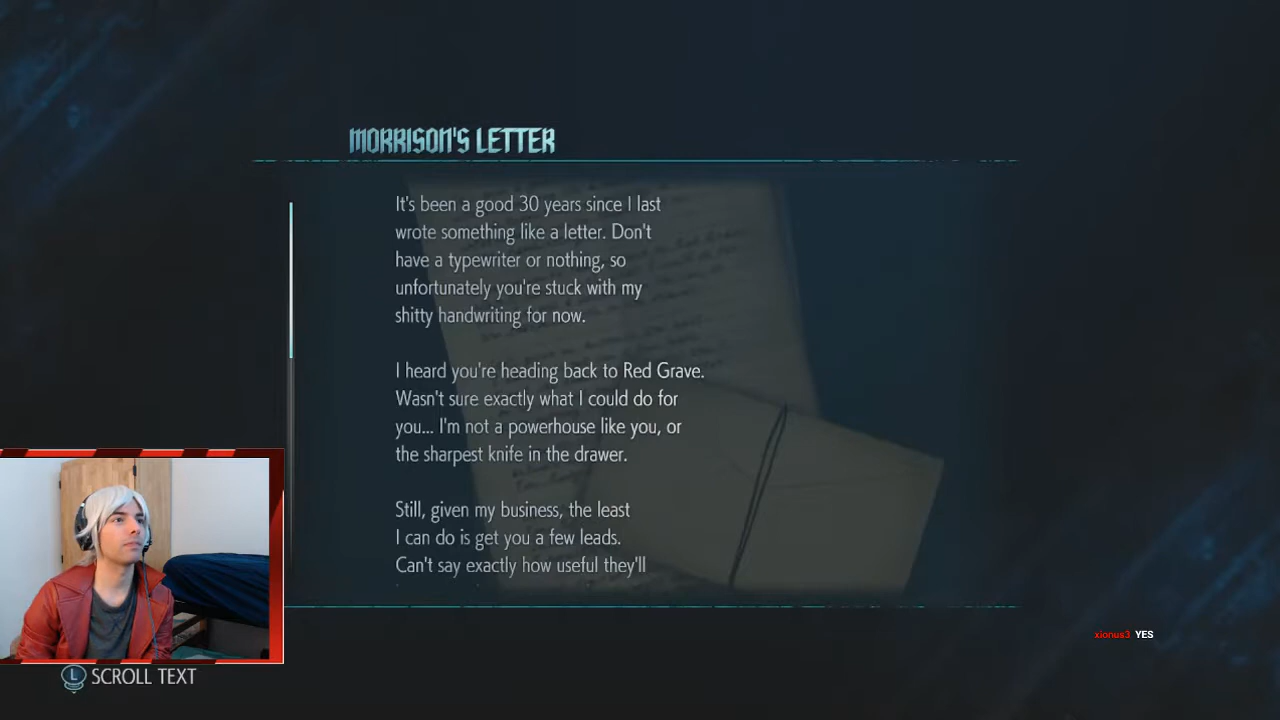 MORRISON'S LETTER
It's been a good 30 years since I last
wrote something like a letter. Don't
have a typewriter or nothing, so
unfortunately you're stuck with my
shitty handwriting for now.
I heard you're heading back to Red Grave.
Wasn't sure exactly what I could do for
you... I'm not a powerhouse like you, or
the sharpest knife in the drawer.
Still, given my business, the least
I can do is get you a few leads.
Can't say exactly how useful they'll
xionus3 YES
L SCROLL TEXT